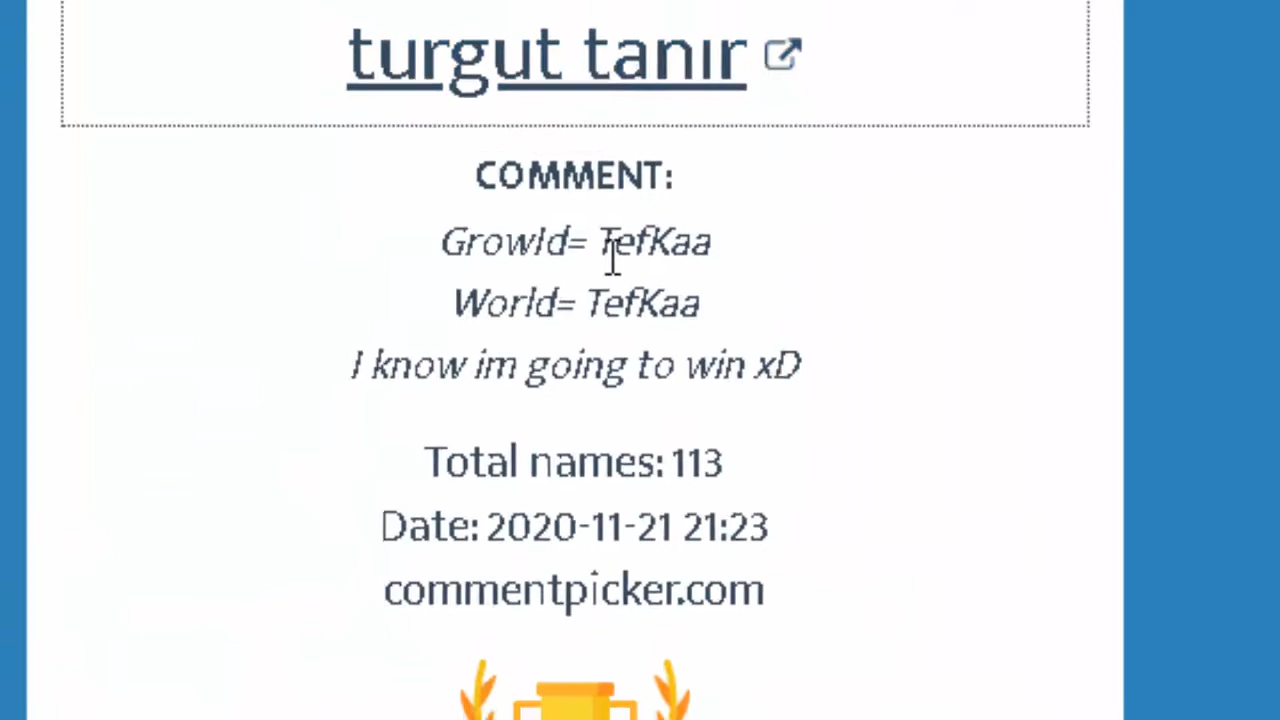 turgut tanır
COMMENT:
GrowId= TefKaa
World= TefKaa
I know im going to win xD
Total names: 113
Date: 2020-11-21 21:23
commentpicker.com